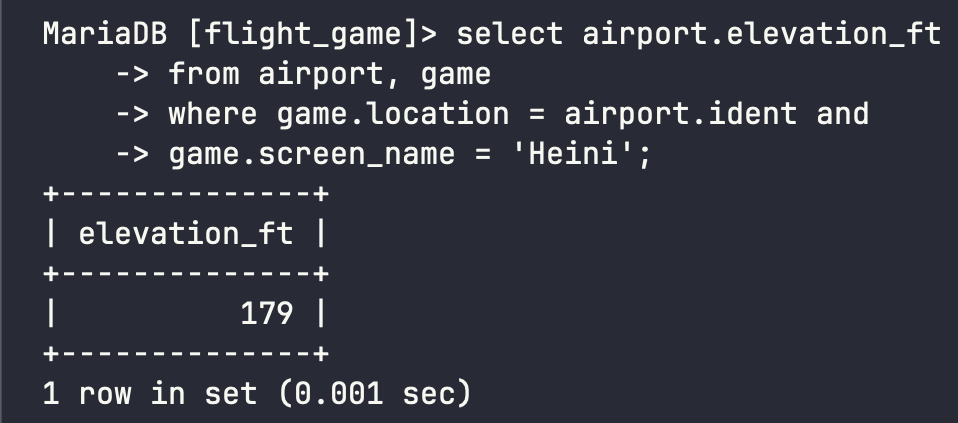 MariaDB [flight_game]> select airport.elevation_ft
    -> from airport, game
    -> where game.location = airport.ident and
    -> game.screen_name = 'Heini';
+--------------+
| elevation_ft |
+--------------+
|          179 |
+--------------+
1 row in set (0.001 sec)